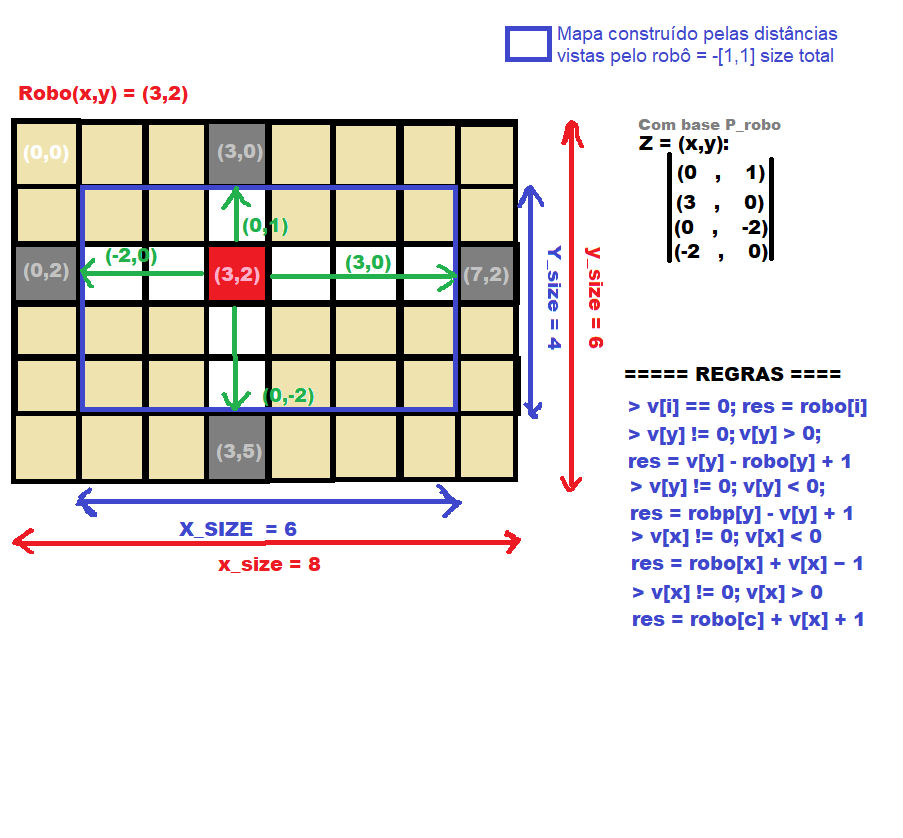 Mapa construído pelas distâncias
vistas pelo robô = -[1,1] size total
Robo(x,y) = (3,2)
(0,0)
(3,0)
(0,1)
(-2,0)
(0,2)
(3,2)
(3,0)
(7,2)
(0,-2)
(3,5)
Y_size = 4
y_size = 6
X_SIZE = 6
x_size = 8
Com base P_robo
Z = (x,y):
(0 , 1)
(3 , 0)
(0 , -2)
(-2 , 0)
===== REGRAS ====
> v[i] == 0; res = robo[i]
> v[y] != 0; v[y] > 0;
res = v[y] - robo[y] + 1
> v[y] != 0; v[y] < 0;
res = robp[y] - v[y] + 1
> v[x] != 0; v[x] < 0
res = robo[x] + v[x] − 1
> v[x] != 0; v[x] > 0
res = robo[c] + v[x] + 1